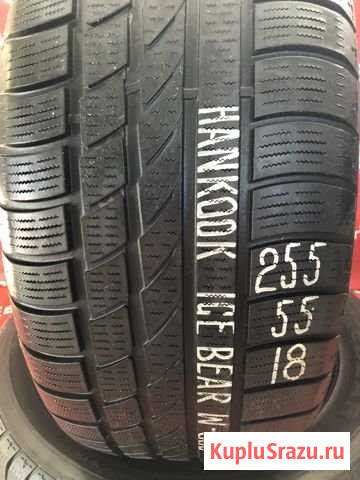 HANKOOK ICE BEAR W
255
55
18
KupluSrazu.ru